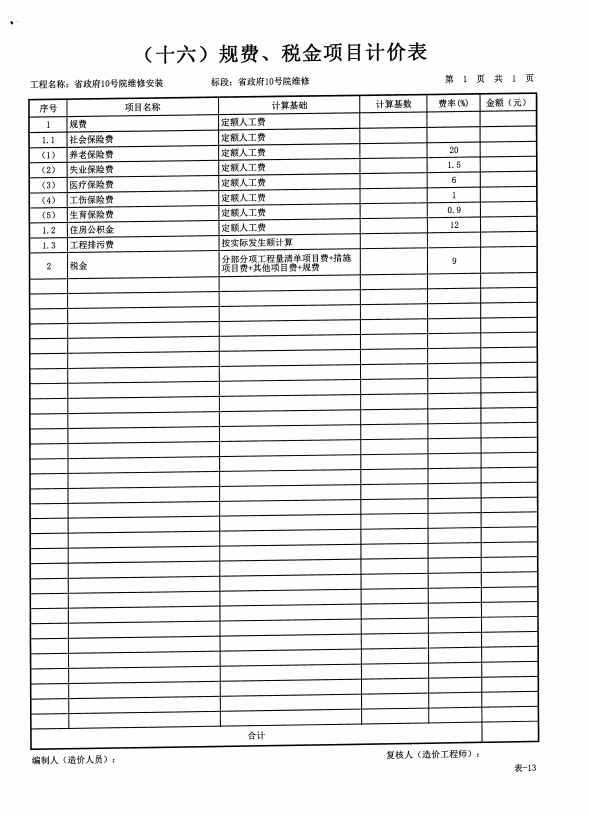 （十六）规费、税金项目计价表
工程名称：省政府10号院维修安装 标段：省政府10号院维修 第 1 页 共 1 页
序号 项目名称 计算基础 计算基数 费率(%) 金额（元）
1 规费 定额人工费
1.1 社会保险费 定额人工费
（1） 养老保险费 定额人工费 20
（2） 失业保险费 定额人工费 1.5
（3） 医疗保险费 定额人工费 6
（4） 工伤保险费 定额人工费 1
（5） 生育保险费 定额人工费 0.9
1.2 住房公积金 定额人工费 12
1.3 工程排污费 按实际发生额计算
2 税金 分部分项工程量清单项目费+措施 9
项目费+其他项目费+规费
合计
编制人（造价人员）： 复核人（造价工程师）：
表-13